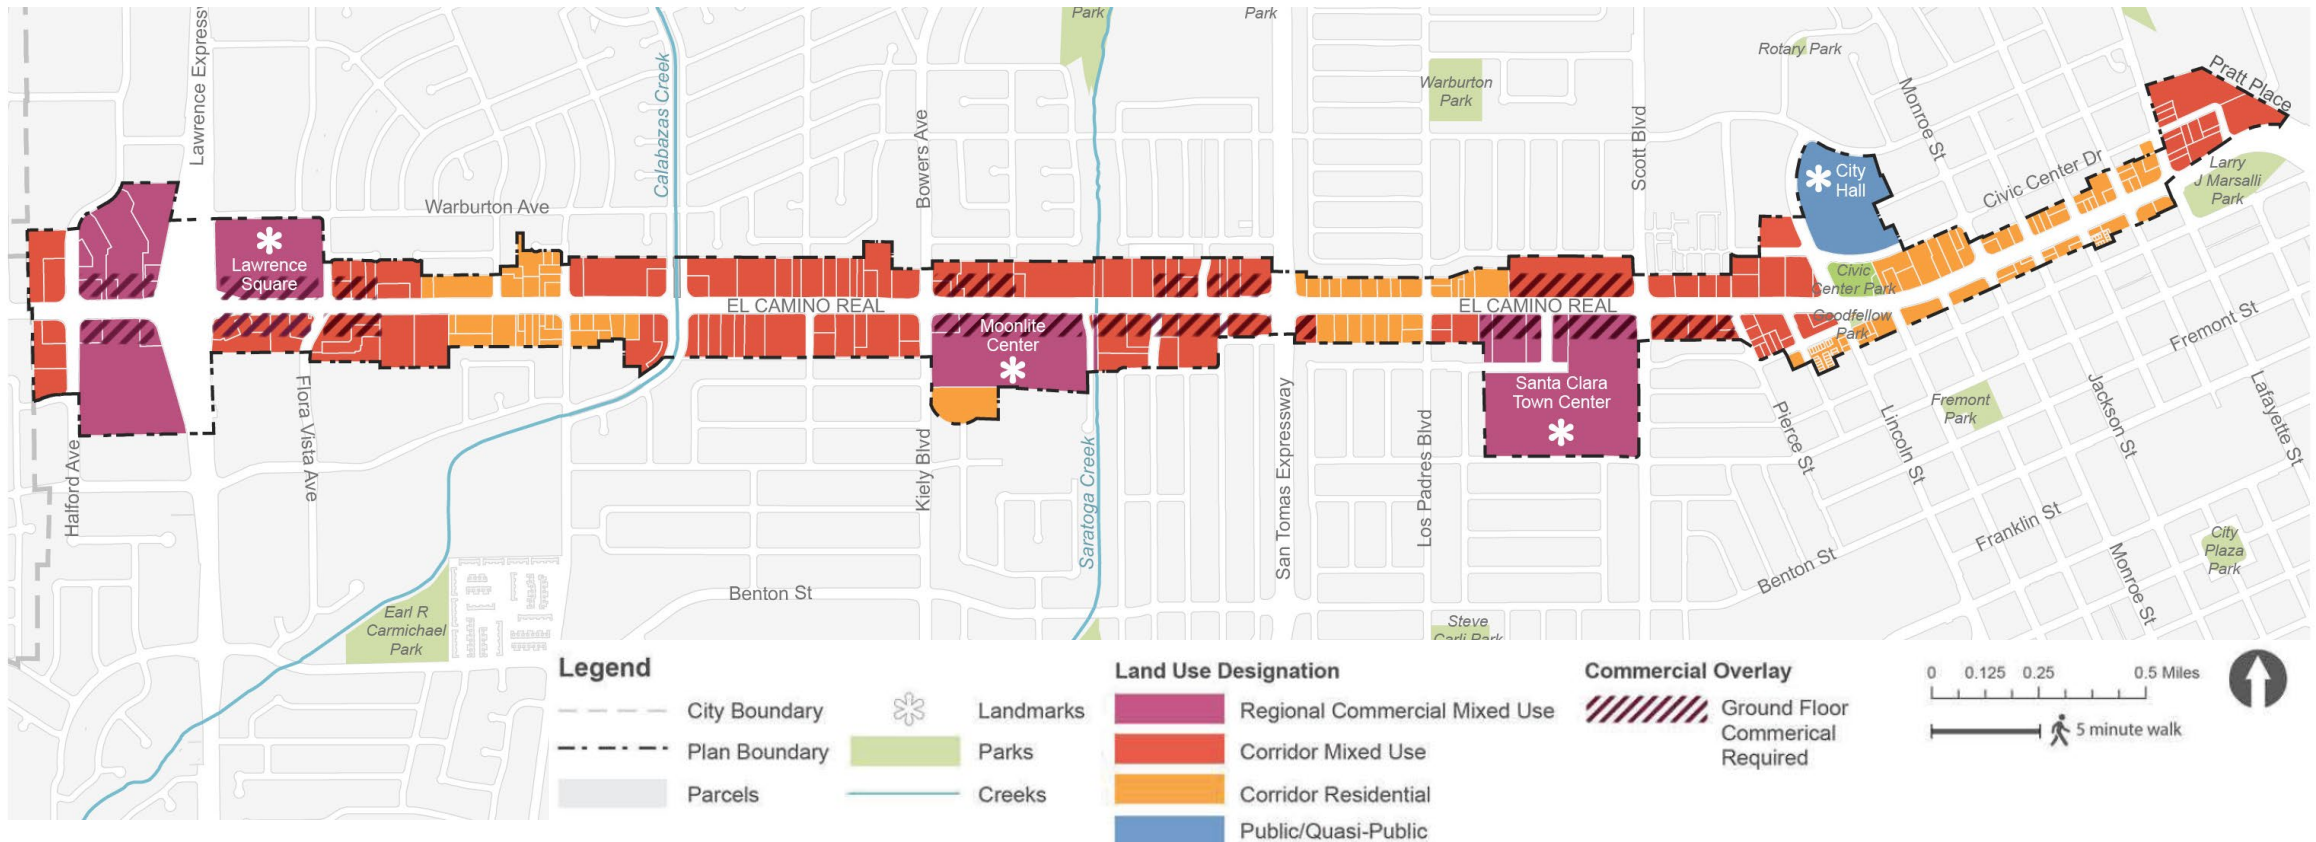 Park
Park
Rotary Park
Pratt Place
Lawrence Expressw
Calabazas Creek
Warburton
Park
Monroe St
Bowers Ave
Scott Blvd
City
Hall
Civic Center Dr
Larry
J Marsalli
Park
Warburton Ave
Lawrence
Square
Civic
Center Park
EL CAMINO REAL
EL CAMINO REAL
Goodfellow
Park
Moonlite
Center
Fremont St
Santa Clara
Town Center
Flora Vista Ave
Halford Ave
Kiely Blvd
Saratoga Creek
San Tomas Expressway
Los Padres Blvd
Pierce St
Lincoln St
Fremont
Park
Jackson St
Lafayette St
Franklin St
City
Plaza
Park
Benton St
Benton St
Monroe St
Earl R
Carmichael
Park
Steve
Carli Park
Legend
City Boundary
Plan Boundary
Parcels
Landmarks
Parks
Creeks
Land Use Designation
Regional Commercial Mixed Use
Corridor Mixed Use
Corridor Residential
Public/Quasi-Public
Commercial Overlay
Ground Floor
Commerical
Required
0 0.125 0.25 0.5 Miles
5 minute walk